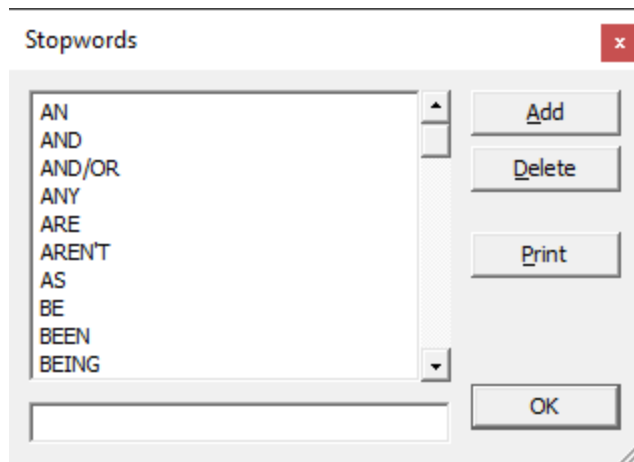 Stopwords
x
AN
AND
AND/OR
ANY
ARE
AREN'T
AS
BE
BEEN
BEING
Add
Delete
Print
OK